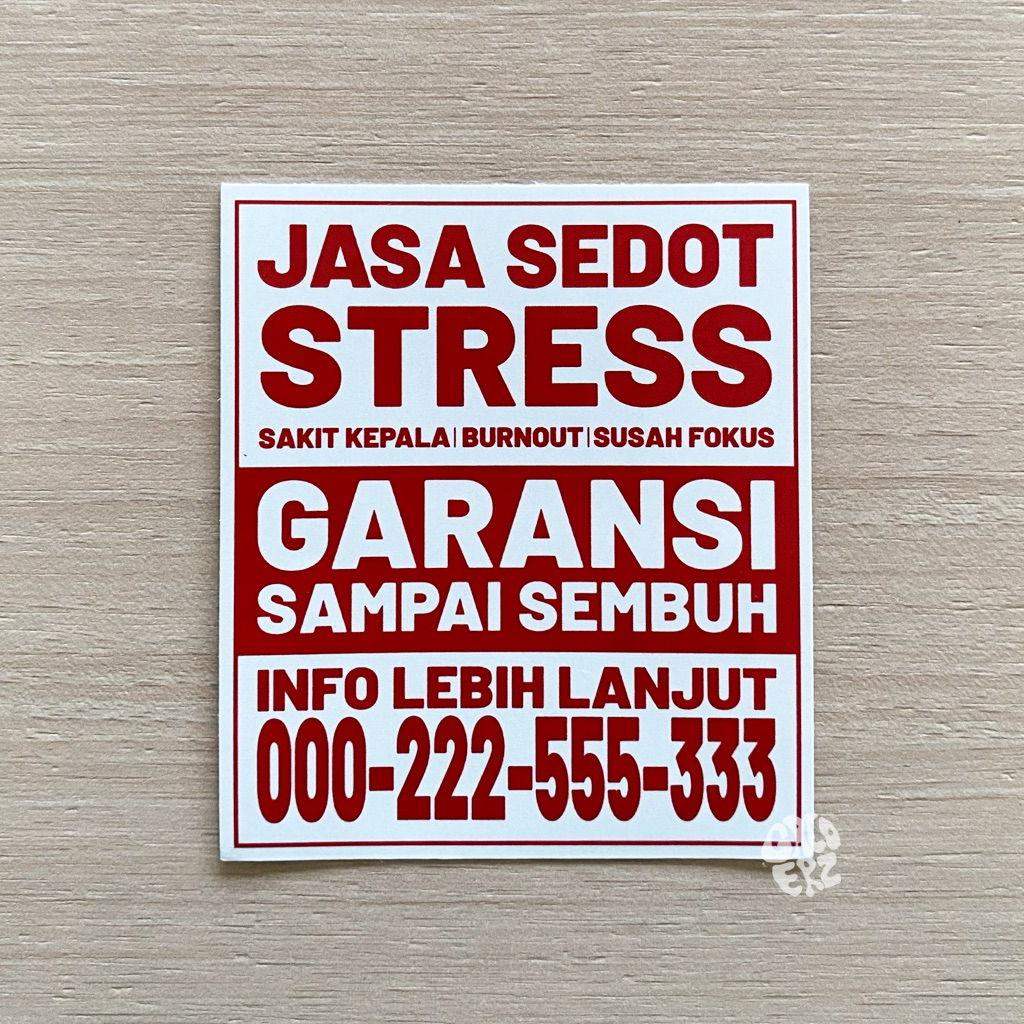 JASA SEDOT
STRESS
SAKIT KEPALA | BURNOUT | SUSAH FOKUS
GARANSI
SAMPAI SEMBUH
INFO LEBIH LANJUT
000-222-555-333